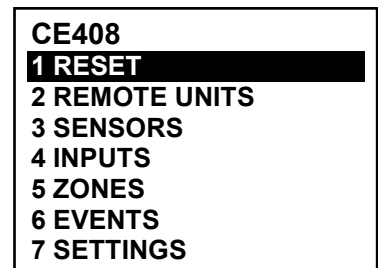 CE408
1 RESET
2 REMOTE UNITS
3 SENSORS
4 INPUTS
5 ZONES
6 EVENTS
7 SETTINGS